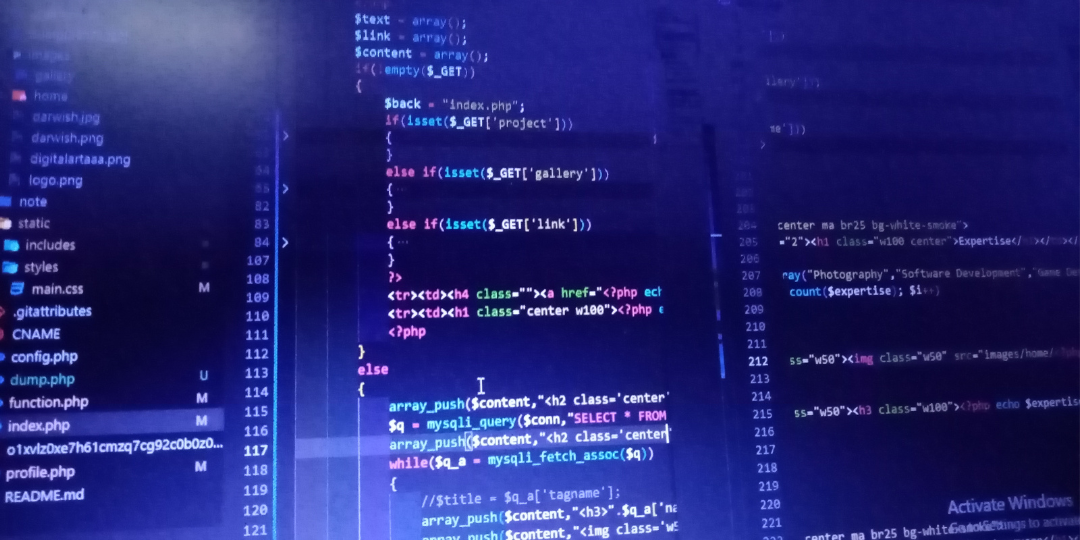 images
gallery
home
darwish.jpg
darwish.png
digitalartaaa.png
logo.png
note
static
includes
styles
main.css M
.gitattributes
CNAME
config.php
dump.php U
function.php M
index.php M
o1xvlz0xe7h61cmzq7cg92c0b0z0...
profile.php M
README.md
$text = array();
$link = array();
$content = array();
if(!empty($_GET))
{
$back = "index.php";
if(isset($_GET['project']))
{ }
}
else if(isset($_GET['gallery']))
{
82 }
83 else if(isset($_GET['link']))
84 {
107 }
108 ?>
109 <tr><td><h4 class=""><a href="<?php ech
110 <tr><td><h1 class="center w100"><?php e
111 <?php
112 }
113 else
114 {
115 array_push($content,"<h2 class='center'
116 $q = mysqli_query($conn,"SELECT * FROM
117 array_push($content,"<h2 class='center
118 while($q_a = mysqli_fetch_assoc($q))
119 {
120 //$title = $q_a['tagname'];
121 array_push($content,"<h3>".$q_a['na
array_push($content,"<img class='w5
llery']);
se'])
204 center ma br25 bg-white-smoke">
205 ="2"><h1 class="w100 center">Expertise</
206
207 ray("Photography","Software Development",
208 count($expertise); $i++)
209
210
211
212 ss="w50"><img class="w50" src="images/home/
213
214
215 ss="w50"><h3 class="w100"><?php echo $expertise
216
217
218
219
220
221
222 center ma br25 bg-white
Activate Windows
to activate